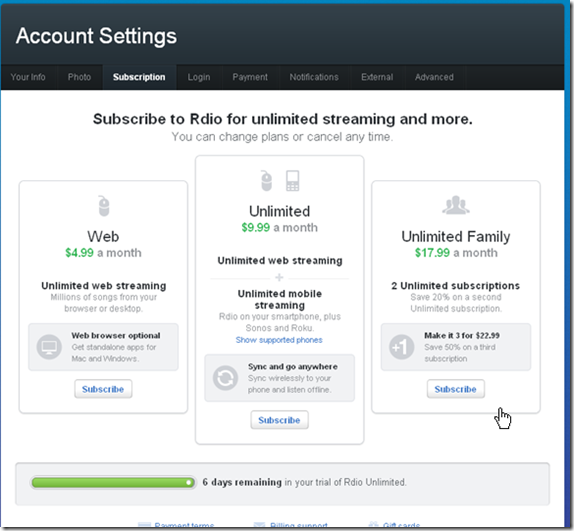 Account Settings
Your Info Photo Subscription Login Payment Notifications External Advanced
Subscribe to Rdio for unlimited streaming and more.
You can change plans or cancel any time.
Web
$4.99 a month
Unlimited web streaming
Millions of songs from your
browser or desktop.
Web browser optional
Get standalone apps for
Mac and Windows.
Subscribe
Unlimited
$9.99 a month
Unlimited web streaming
+
Unlimited mobile
streaming
Rdio on your smartphone, plus
Sonos and Roku.
Show supported phones
Sync and go anywhere
Sync wirelessly to your
phone and listen offline.
Subscribe
Unlimited Family
$17.99 a month
2 Unlimited subscriptions
Save 20% on a second
Unlimited subscription.
+1
Make it 3 for $22.99
Save 50% on a third
subscription
Subscribe
6 days remaining in your trial of Rdio Unlimited.
Payment terms Billing support Gift cards